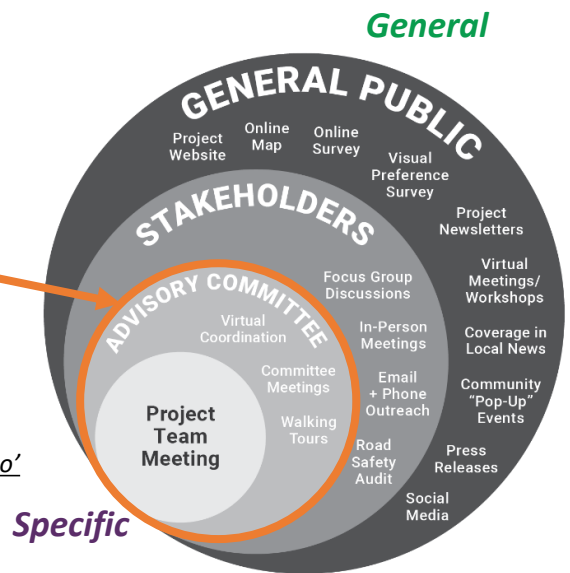 General
GENERAL PUBLIC
Project
Website
Online
Map
Online
Survey
Visual
Preference
Survey
Project
Newsletters
Virtual
Meetings/
Workshops
Coverage in
Local News
Community
“Pop-Up”
Events
Press
Releases
Social
Media
STAKEHOLDERS
Focus Group
Discussions
In-Person
Meetings
Email
+ Phone
Outreach
Road
Safety
Audit
ADVISORY COMMITTEE
Virtual
Coordination
Committee
Meetings
Walking
Tours
Project
Team
Meeting
o’
Specific